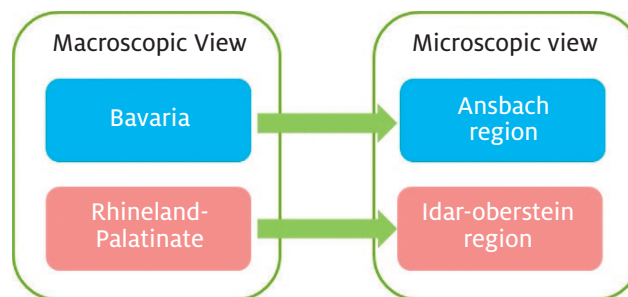 Macroscopic View
Bavaria
Rhineland-
Palatinate
Microscopic view
Ansbach
region
Idar-oberstein
region